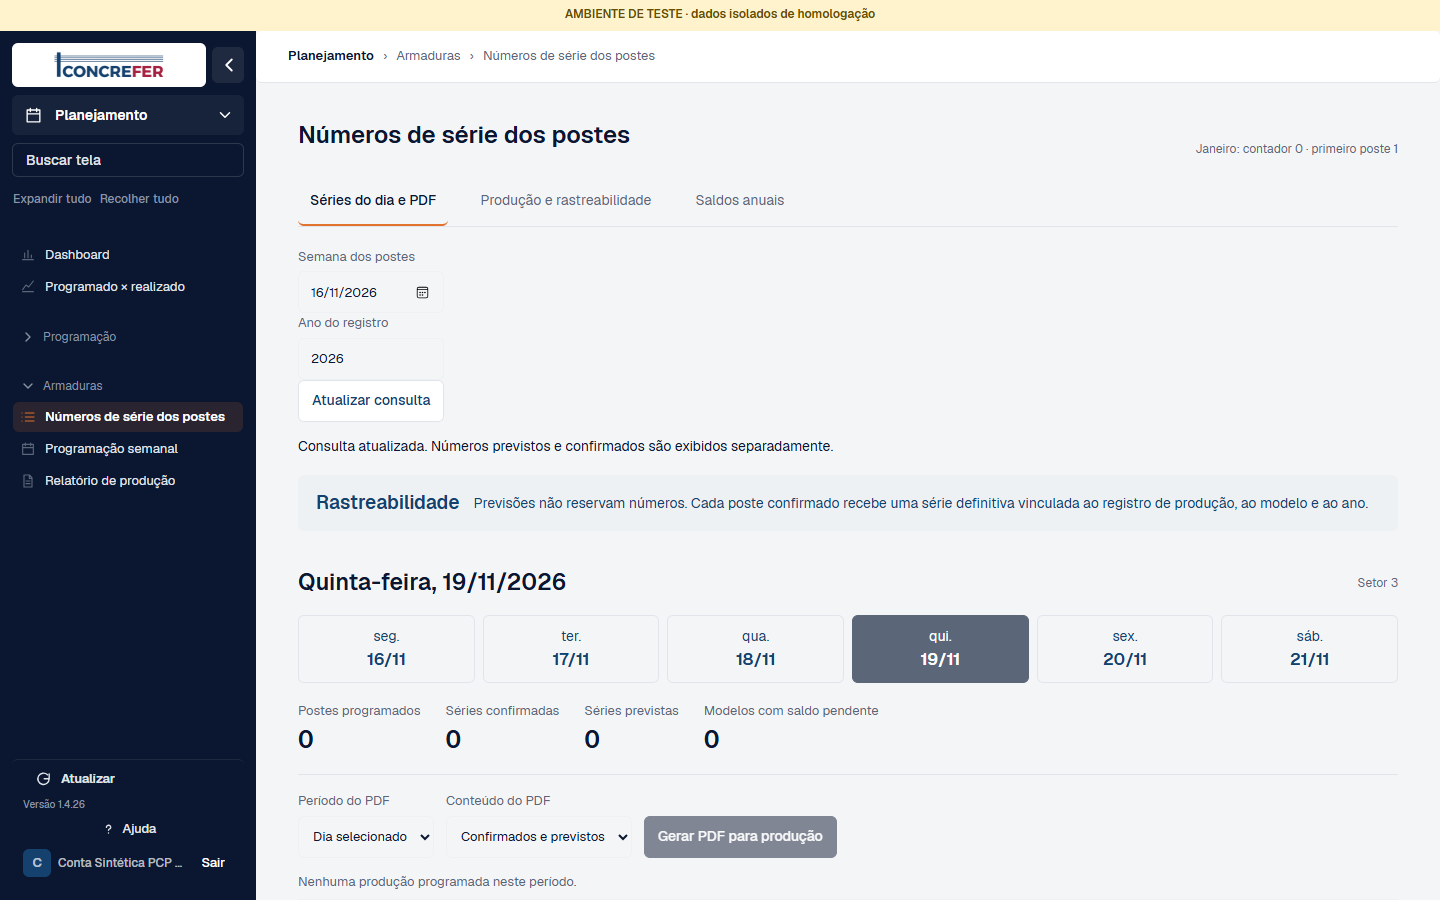 AMBIENTE DE TESTE · dados isolados de homologação
CONCREFER
Planejamento
Buscar tela
Expandir tudo Recolher tudo
Dashboard
Programado × realizado
Programação
Armaduras
Números de série dos postes
Programação semanal
Relatório de produção
Atualizar
Versão 1.4.26
? Ajuda
C Conta Sintética PCP ... Sair
Planejamento › Armaduras › Números de série dos postes
Números de série dos postes
Janeiro: contador 0 · primeiro poste 1
Séries do dia e PDF Produção e rastreabilidade Saldos anuais
Semana dos postes
16/11/2026
Ano do registro
2026
Atualizar consulta
Consulta atualizada. Números previstos e confirmados são exibidos separadamente.
Rastreabilidade Previsões não reservam números. Cada poste confirmado recebe uma série definitiva vinculada ao registro de produção, ao modelo e ao ano.
Quinta-feira, 19/11/2026
Setor 3
seg. ter. qua. qui. sex. sáb.
16/11 17/11 18/11 19/11 20/11 21/11
Postes programados Séries confirmadas Séries previstas Modelos com saldo pendente
0 0 0 0
Período do PDF Conteúdo do PDF
Dia selecionado Confirmados e previstos Gerar PDF para produção
Nenhuma produção programada neste período.